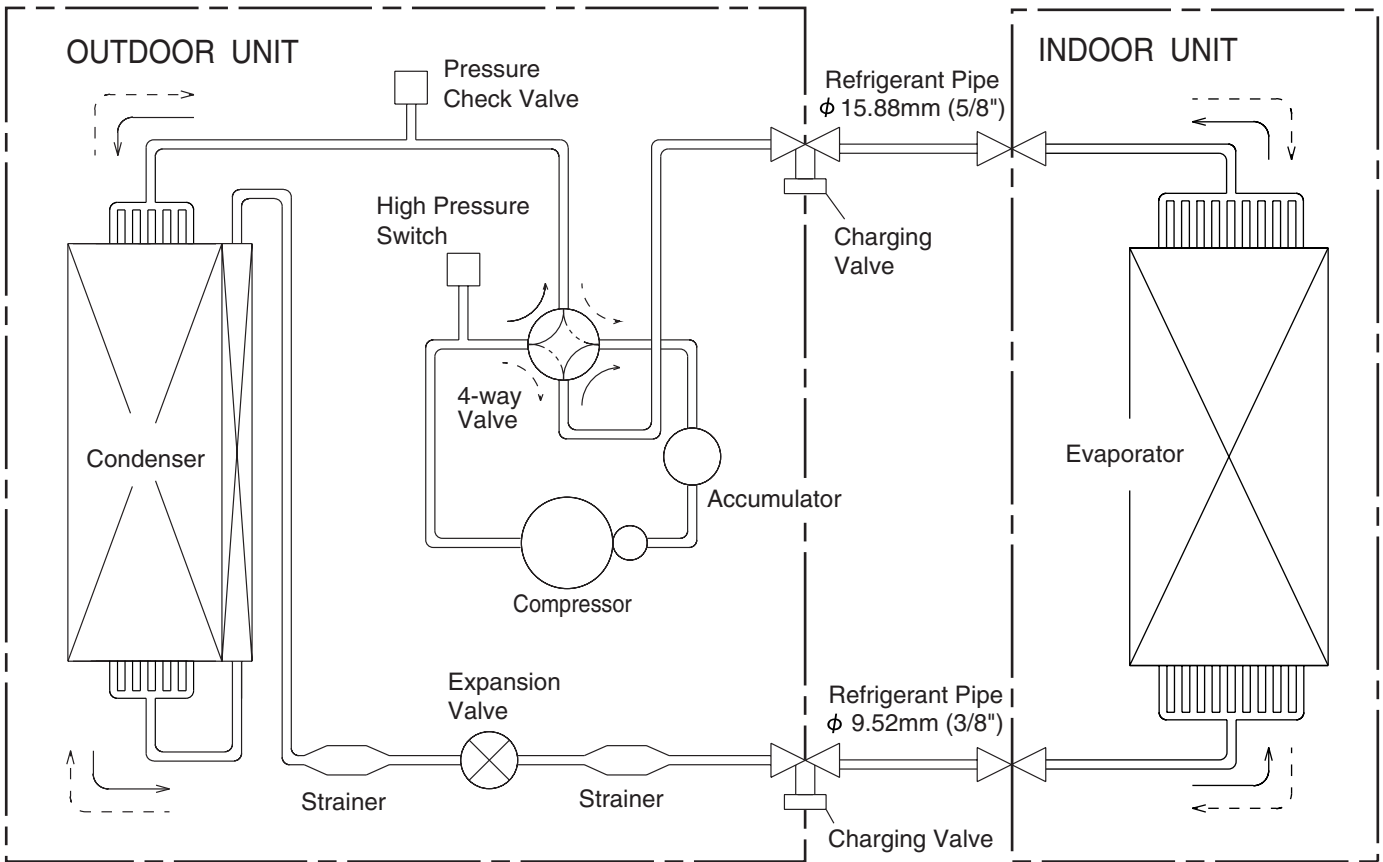 OUTDOOR UNIT
INDOOR UNIT
Pressure
Check Valve
Refrigerant Pipe
ϕ 15.88mm (5/8")
High Pressure
Switch
Charging
Valve
4-way
Valve
Condenser
Evaporator
Accumulator
Compressor
Expansion
Valve
Refrigerant Pipe
ϕ 9.52mm (3/8")
Strainer
Strainer
Charging Valve